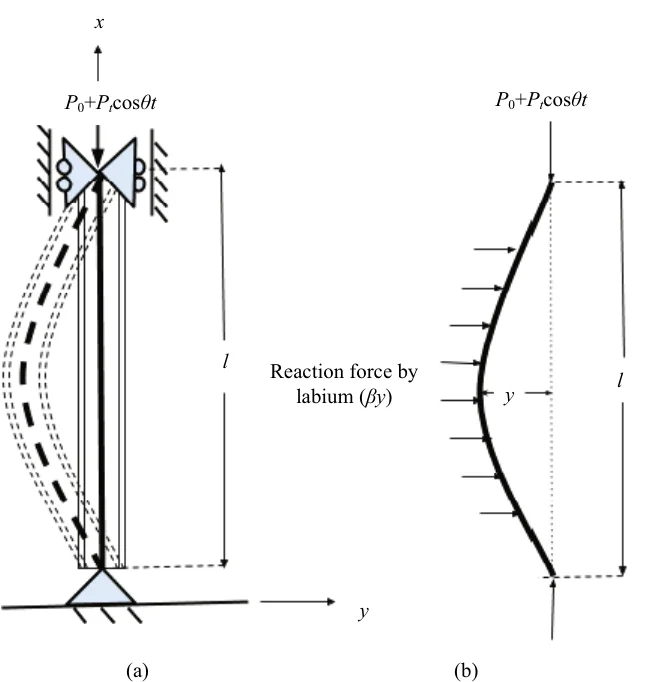 x
P₀+Pₜcosθt
P₀+Pₜcosθt
l
Reaction force by
labium (βy)
y
l
y
(a)
(b)